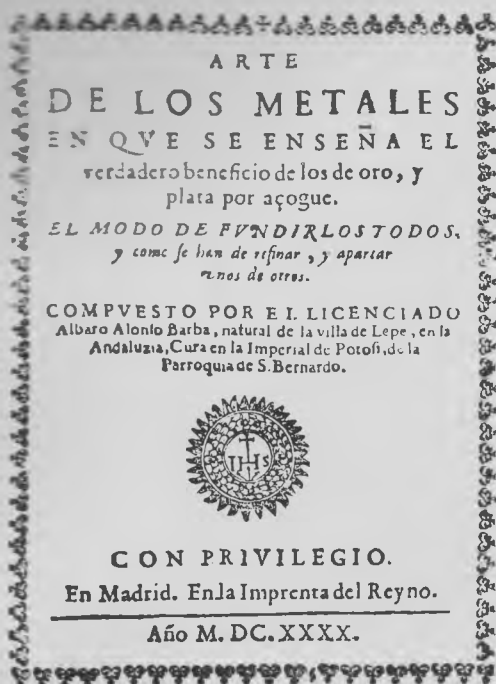 ARTE
DE LOS METALES
EN QVE SE ENSEÑA EL
verdadero beneficio de los de oro, y
plata por açogue.
EL MODO DE FVNDIRLOS TODOS,
y como ſe han de refinar, y apartar
vnos de otros.
COMPVESTO POR EL LICENCIADO
Albaro Alonſo Barba, natural de la villa de Lepe, en la
Andaluzia, Cura en la Imperial de Potoſi, de la
Parroquia de S. Bernardo.
IHS
CON PRIVILEGIO.
En Madrid. En la Imprenta del Reyno.
Año M. DC. XXXX.